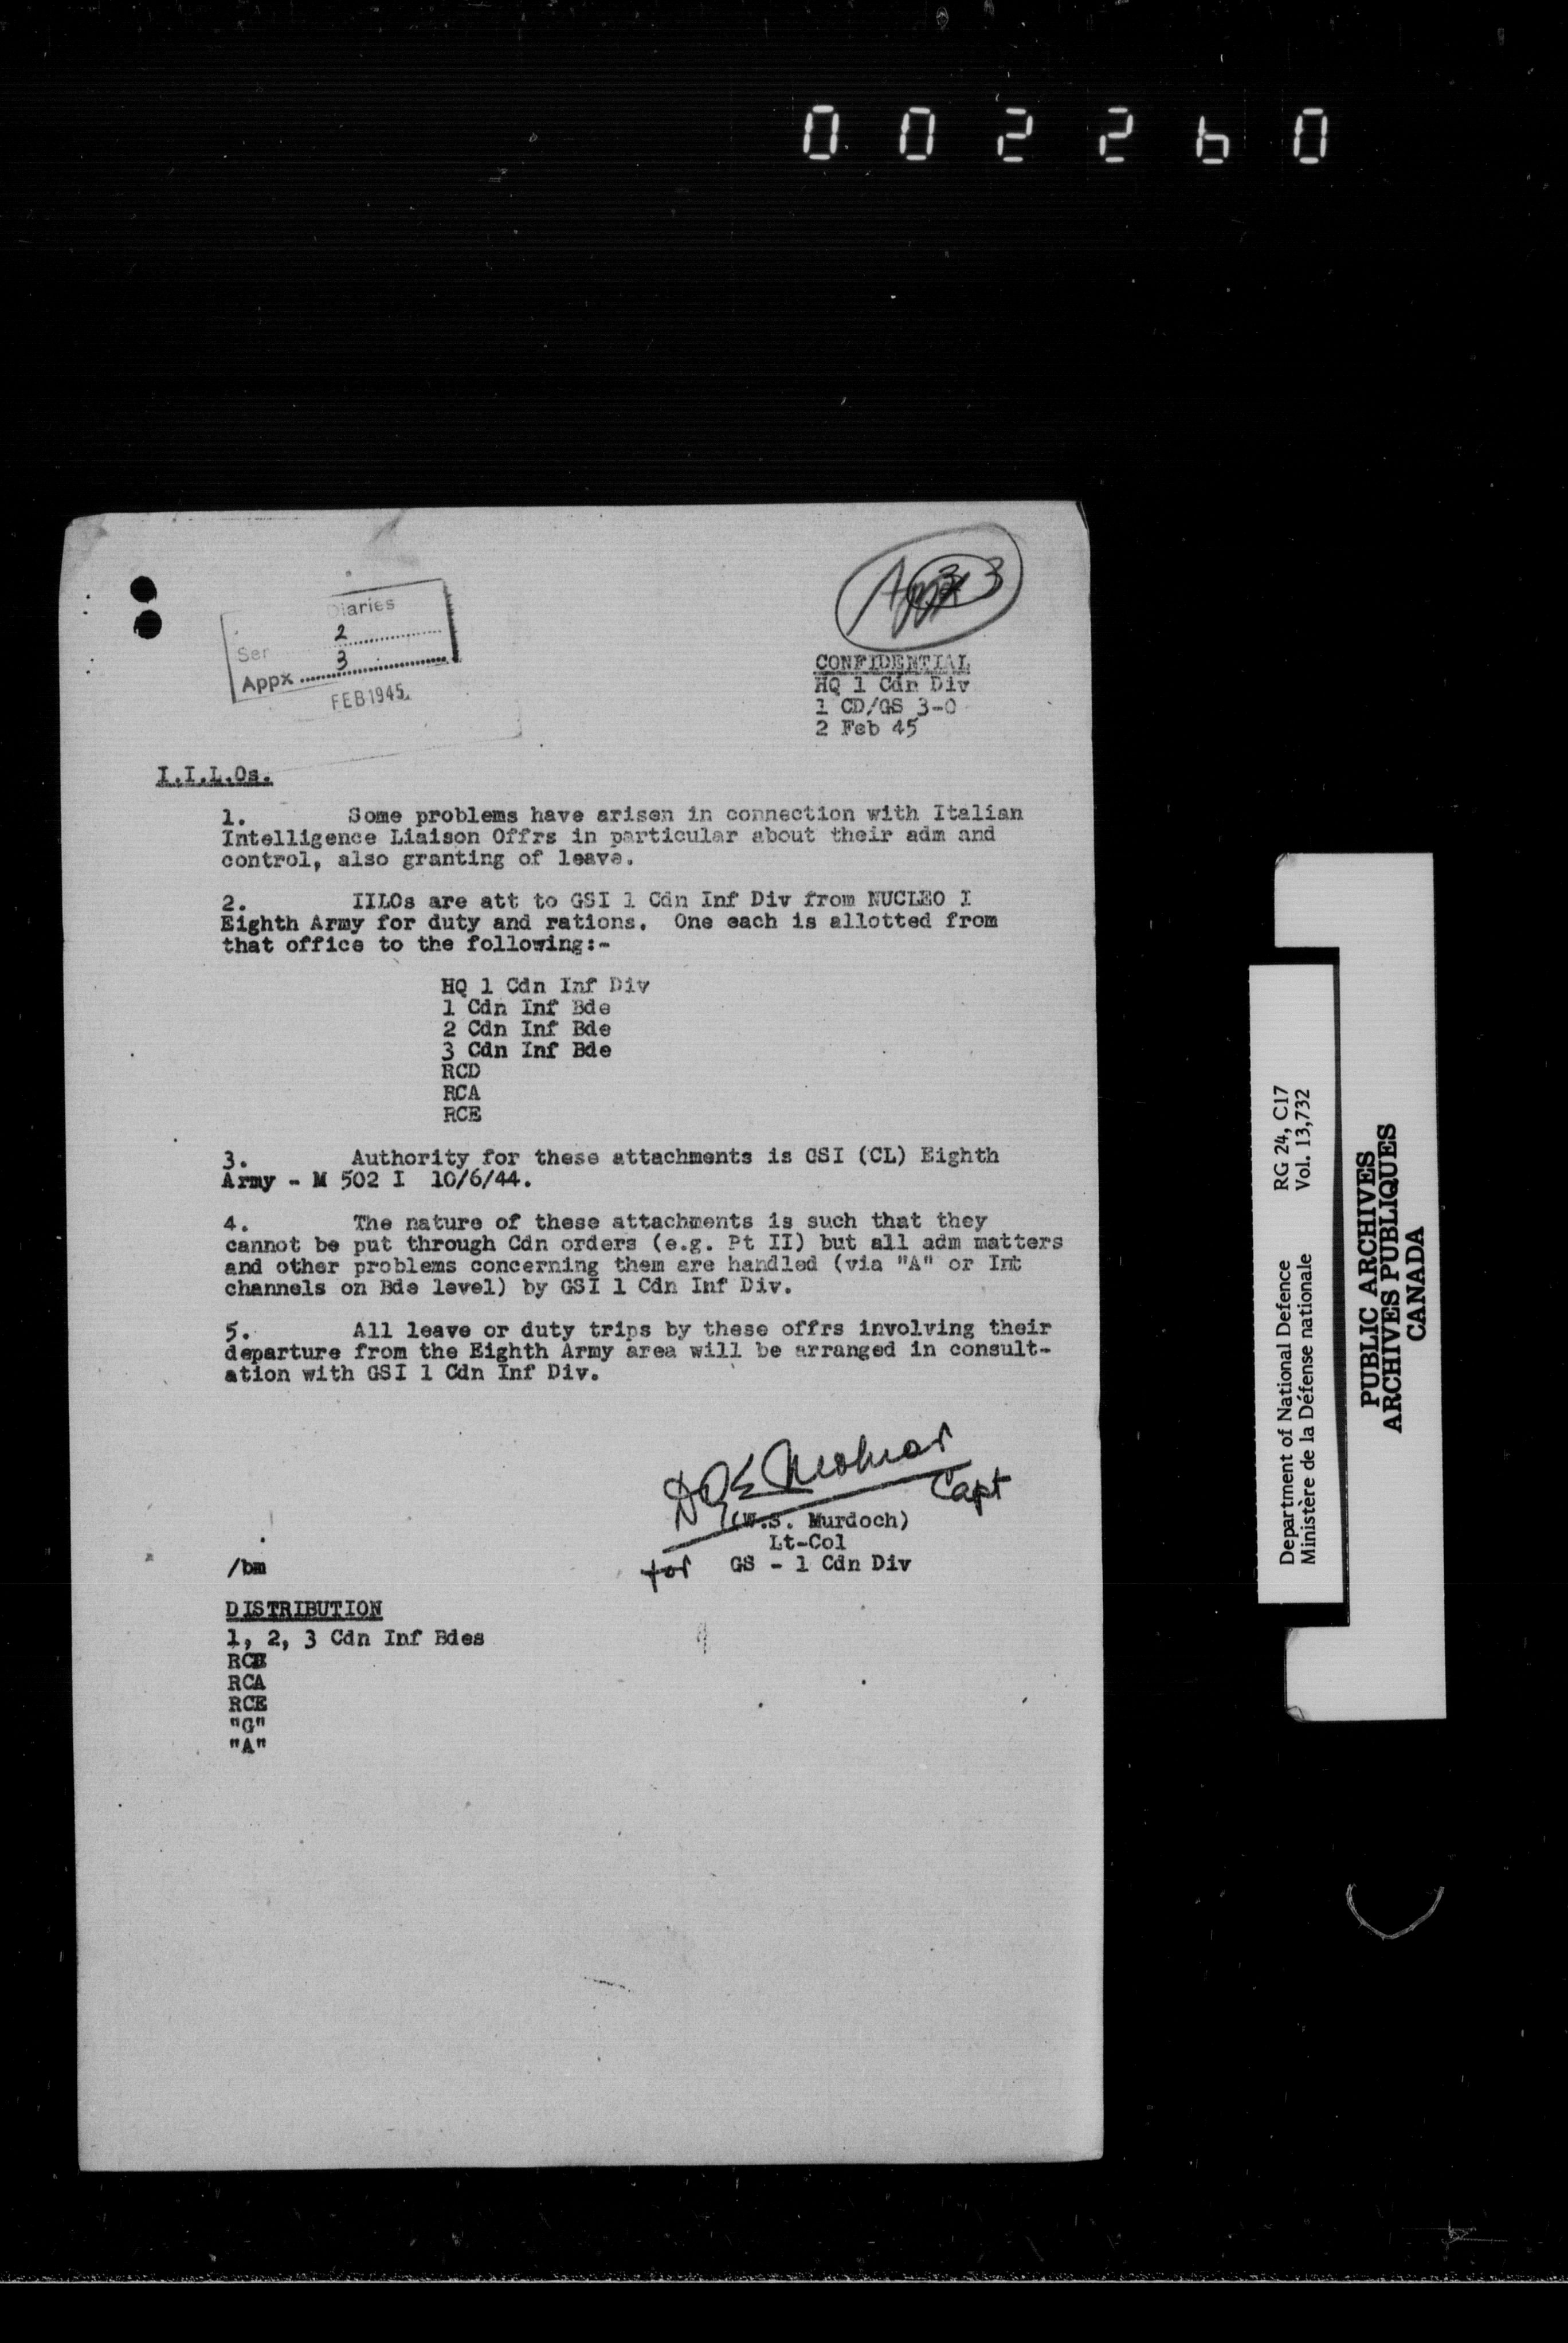 002260
Diaries
Ser 2
Appx 3
FEB 1945
Appx 3
CONFIDENTIAL
HQ 1 Cdn Div
1 CD/GS 3-0
2 Feb 45
I.I.L.Os.
1. Some problems have arisen in connection with Italian
Intelligence Liaison Offrs in particular about their adm and
control, also granting of leave.
2. IILOs are att to GSI 1 Cdn Inf Div from NUCLEO I
Eighth Army for duty and rations. One each is allotted from
that office to the following:-
HQ 1 Cdn Inf Div
1 Cdn Inf Bde
2 Cdn Inf Bde
3 Cdn Inf Bde
RCD
RCA
RCE
3. Authority for these attachments is GSI (CL) Eighth
Army - M 502 I 10/6/44.
4. The nature of these attachments is such that they
cannot be put through Cdn orders (e.g. Pt II) but all adm matters
and other problems concerning them are handled (via "A" or Int
channels on Bde level) by GSI 1 Cdn Inf Div.
5. All leave or duty trips by these offrs involving their
departure from the Eighth Army area will be arranged in consult-
ation with GSI 1 Cdn Inf Div.
Capt
(W.S. Murdoch)
Lt-Col
for GS - 1 Cdn Div
/bm
DISTRIBUTION
1, 2, 3 Cdn Inf Bdes
RCD
RCA
RCE
"G"
"A"
Department of National Defence RG 24, C17
Ministère de la Défense nationale Vol. 13,732
PUBLIC ARCHIVES
ARCHIVES PUBLIQUES
CANADA